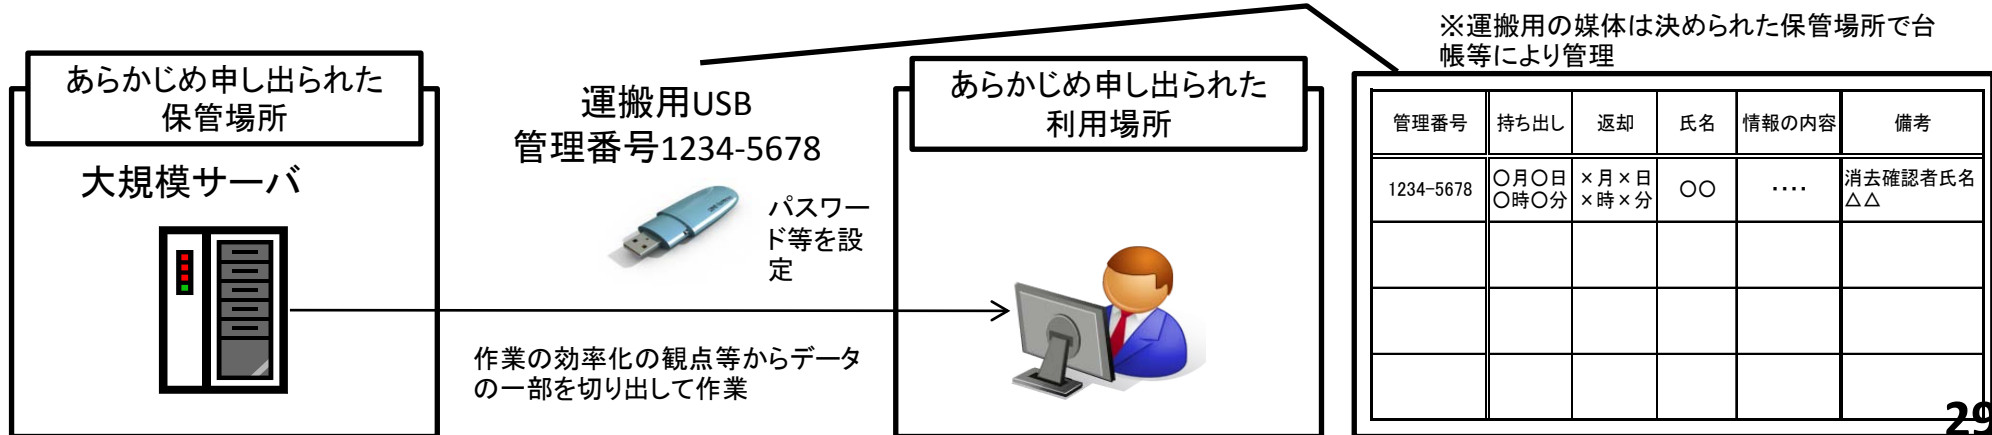 ※運搬用の媒体は決められた保管場所で台
帳等により管理
あらかじめ申し出られた
保管場所
大規模サーバ
運搬用USB
管理番号1234-5678
パスワー
ド等を設
定
作業の効率化の観点等からデータ
の一部を切り出して作業
あらかじめ申し出られた
利用場所
管理番号 持ち出し 返却 氏名 情報の内容 備考
1234-5678 〇月〇日 ×月×日 〇〇 ‥‥ 消去確認者氏名
〇時〇分 ×時×分 △△
29